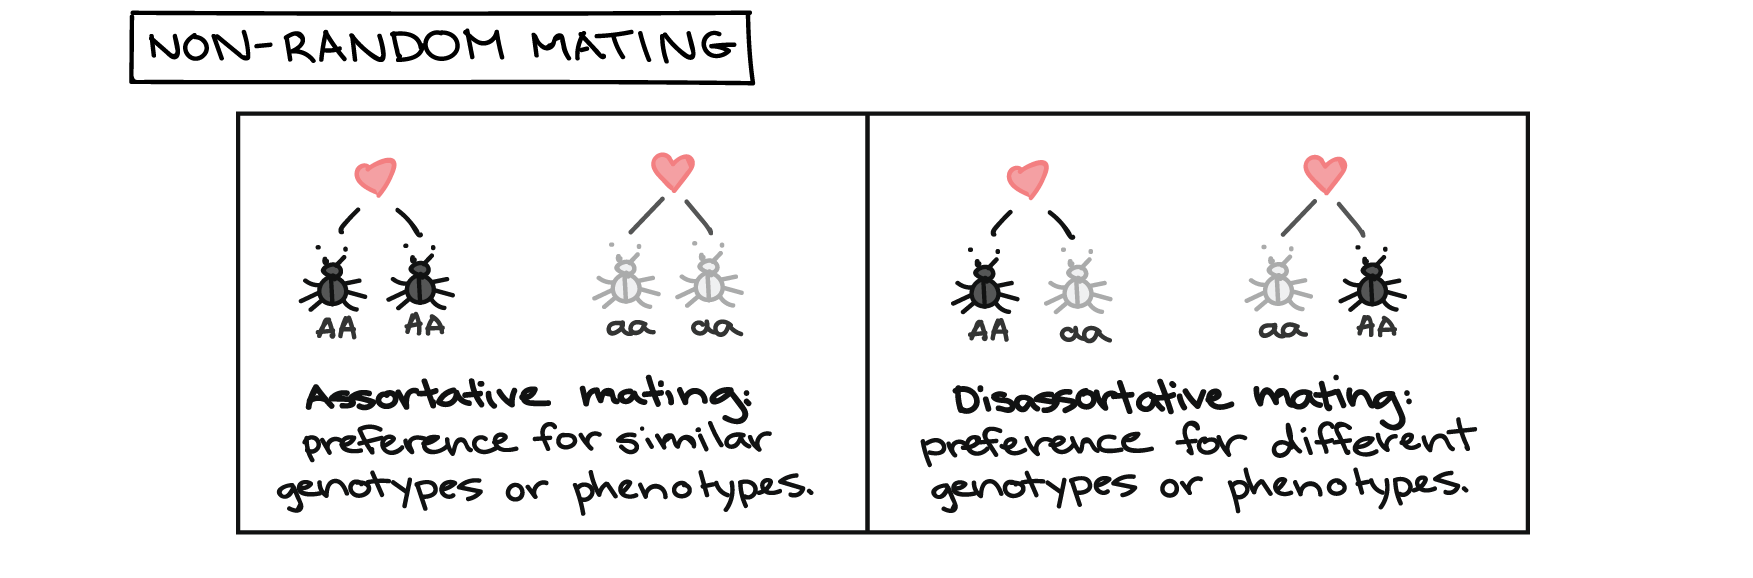 NON-RANDOM MATING
AA AA aa aa
Assortative mating:
preference for similar
genotypes or phenotypes.
AA aa aa AA
Disassortative mating:
preference for different
genotypes or phenotypes.